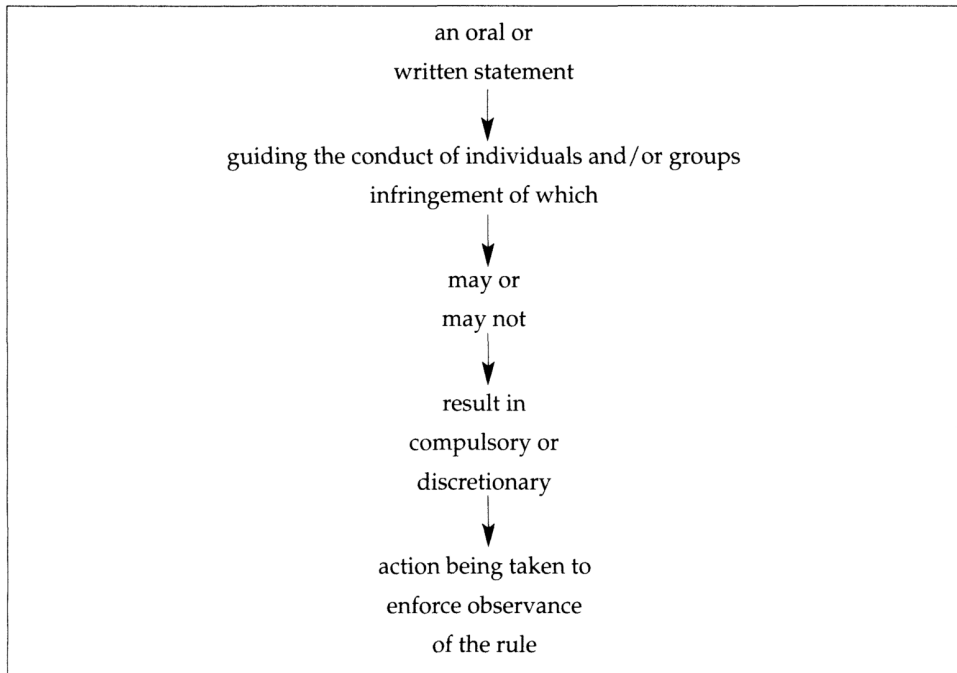 an oral or
written statement
guiding the conduct of individuals and/or groups
infringement of which
may or
may not
result in
compulsory or
discretionary
action being taken to
enforce observance
of the rule